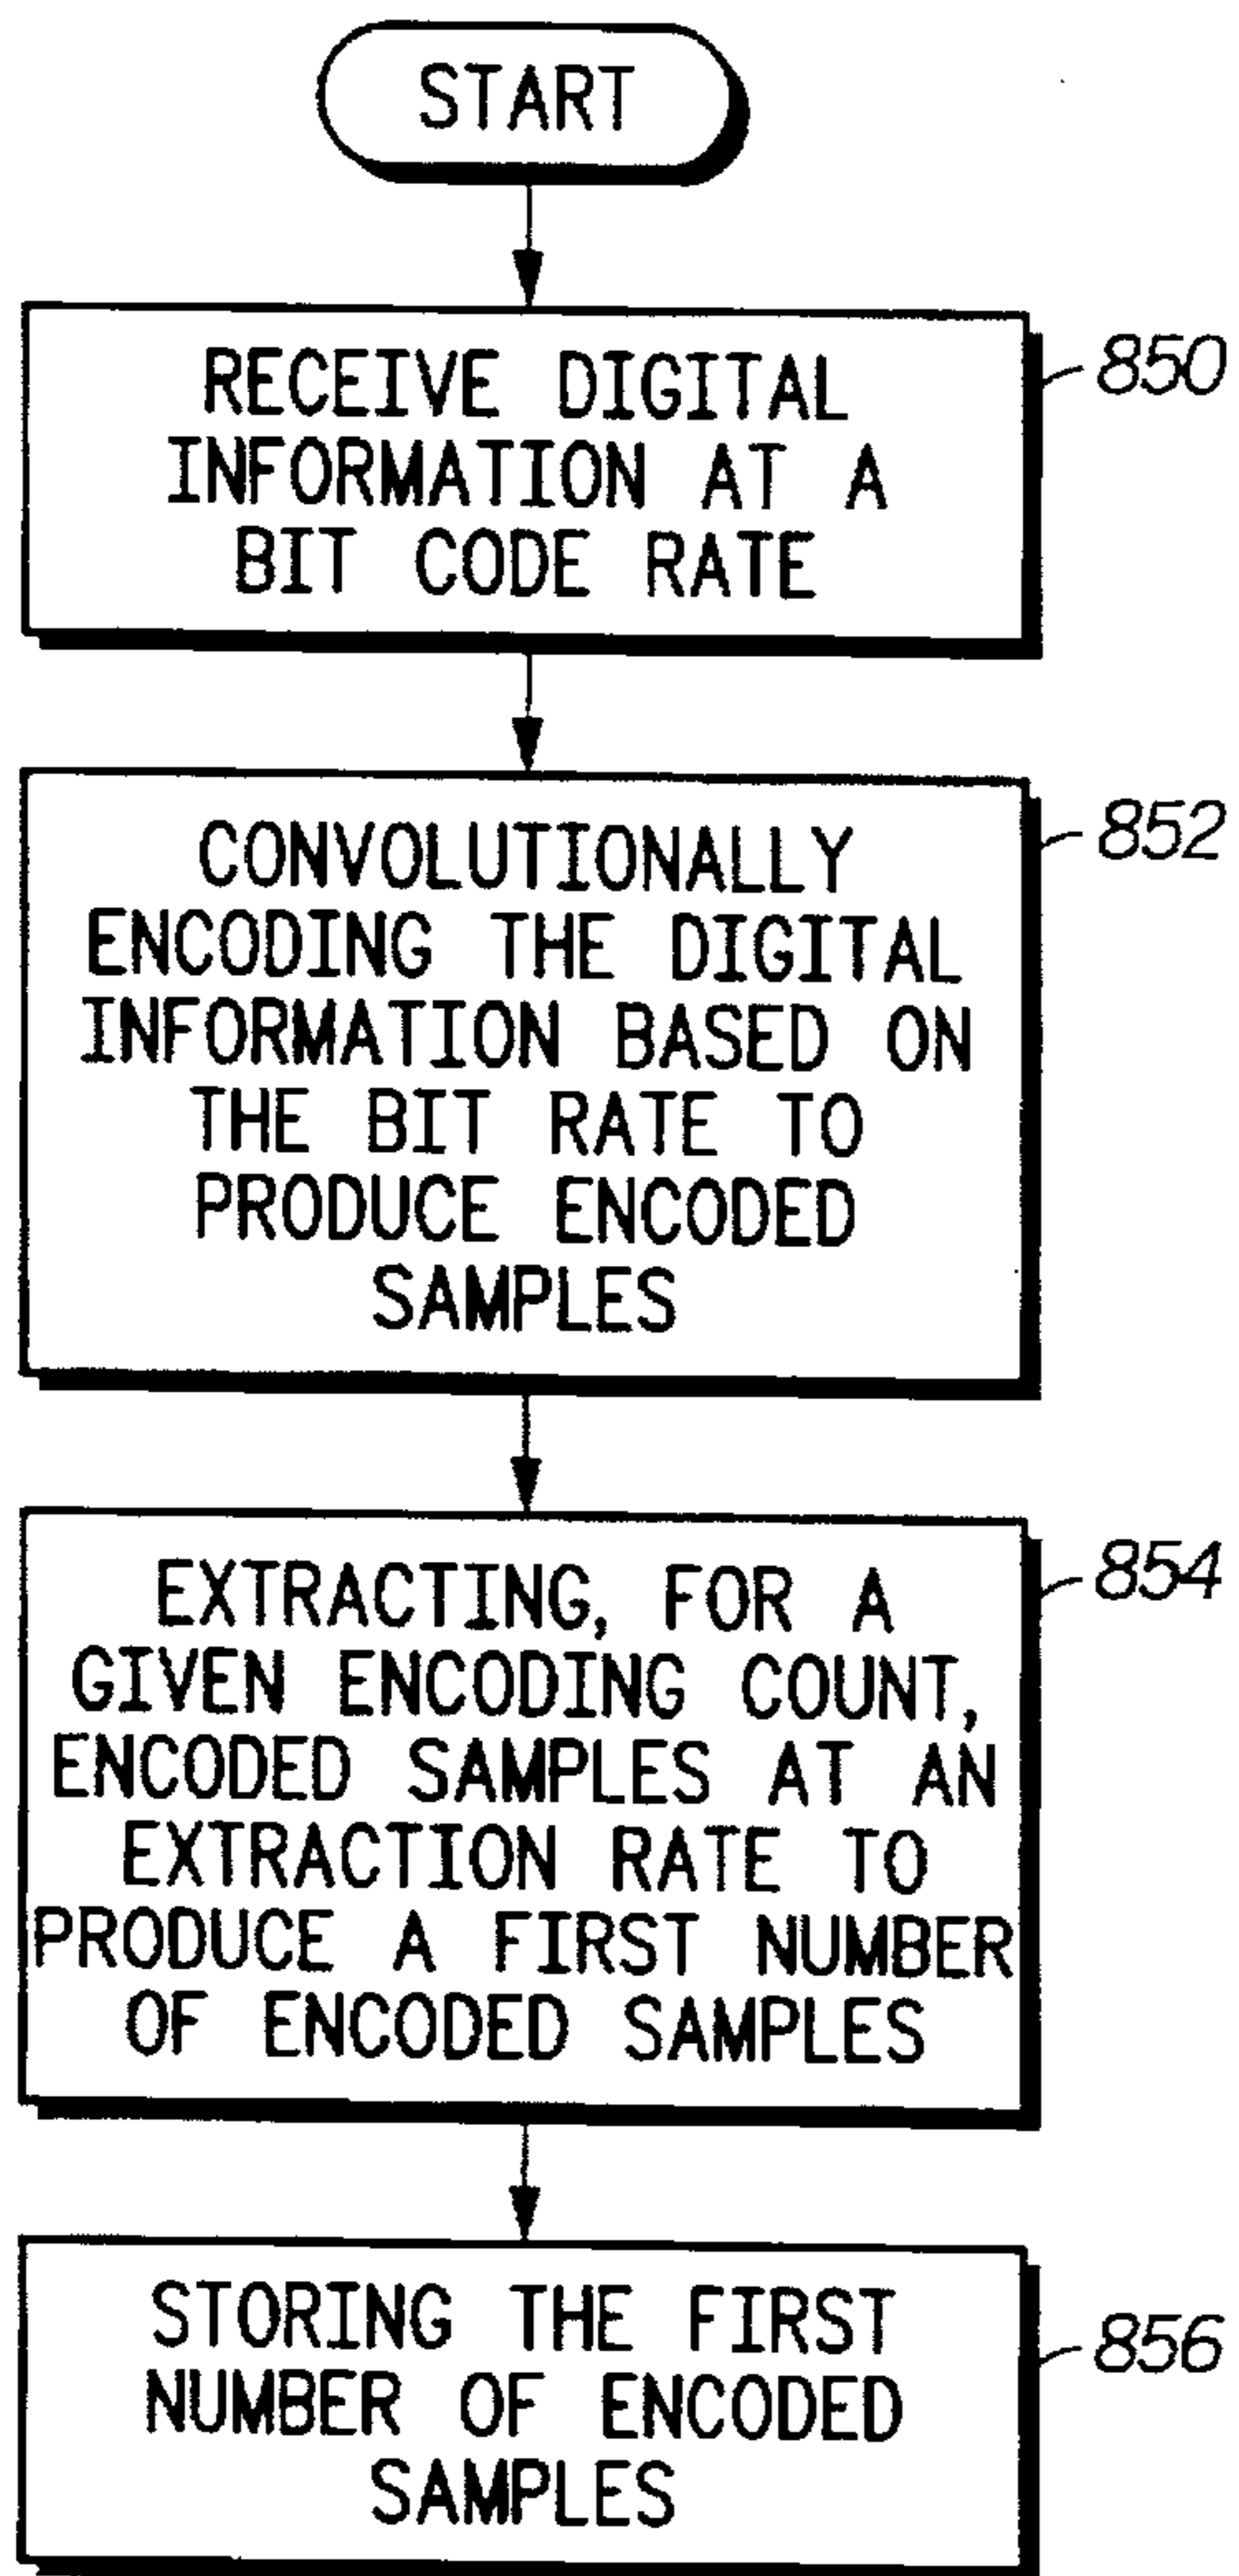 START
RECEIVE DIGITAL
INFORMATION AT A
BIT CODE RATE
850
CONVOLUTIONALLY
ENCODING THE DIGITAL
INFORMATION BASED ON
THE BIT RATE TO
PRODUCE ENCODED
SAMPLES
852
EXTRACTING, FOR A
GIVEN ENCODING COUNT,
ENCODED SAMPLES AT AN
EXTRACTION RATE TO
PRODUCE A FIRST NUMBER
OF ENCODED SAMPLES
854
STORING THE FIRST
NUMBER OF ENCODED
SAMPLES
856